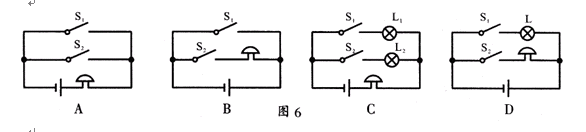 S₁ S₁ S₁ L₁ S₁ L
S₂ S₂ S₂ L₂ S₂
A B 图 6 C D